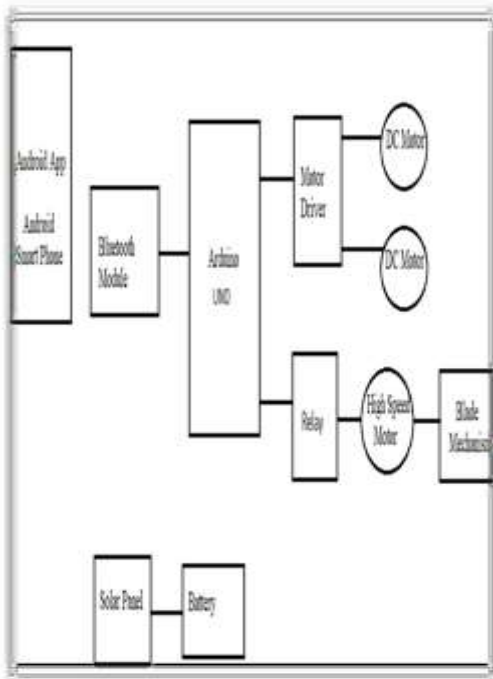 Android App
Android
Smart Phone
Bluetooth
Module
Arduino
UNO
Motor
Driver
DC Motor
DC Motor
Relay
High Speed
Motor
Blade
Mechanism
Solar Panel
Battery